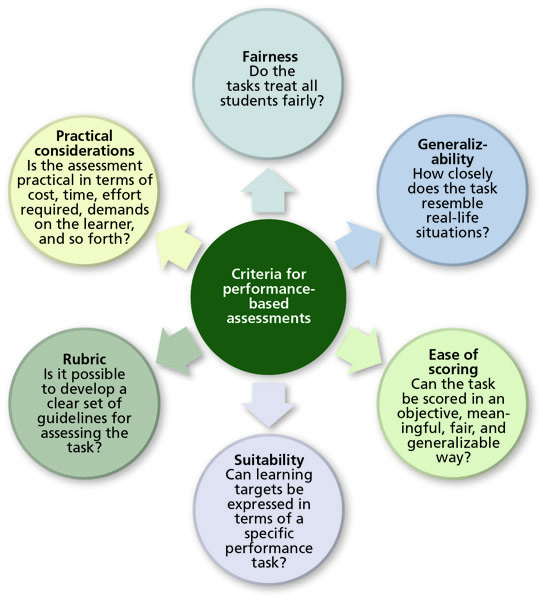 Fairness
Do the
tasks treat all
students fairly?
Practical
considerations
Is the assessment
practical in terms of
cost, time, effort
required, demands
on the learner,
and so forth?
Generaliz-
ability
How closely
does the task
resemble
real-life
situations?
Criteria for
performance-
based
assessments
Rubric
Is it possible
to develop a
clear set of
guidelines for
assessing the
task?
Ease of
scoring
Can the task
be scored in an
objective, mean-
ingful, fair, and
generalizable
way?
Suitability
Can learning
targets be
expressed in
terms of a
specific
performance
task?